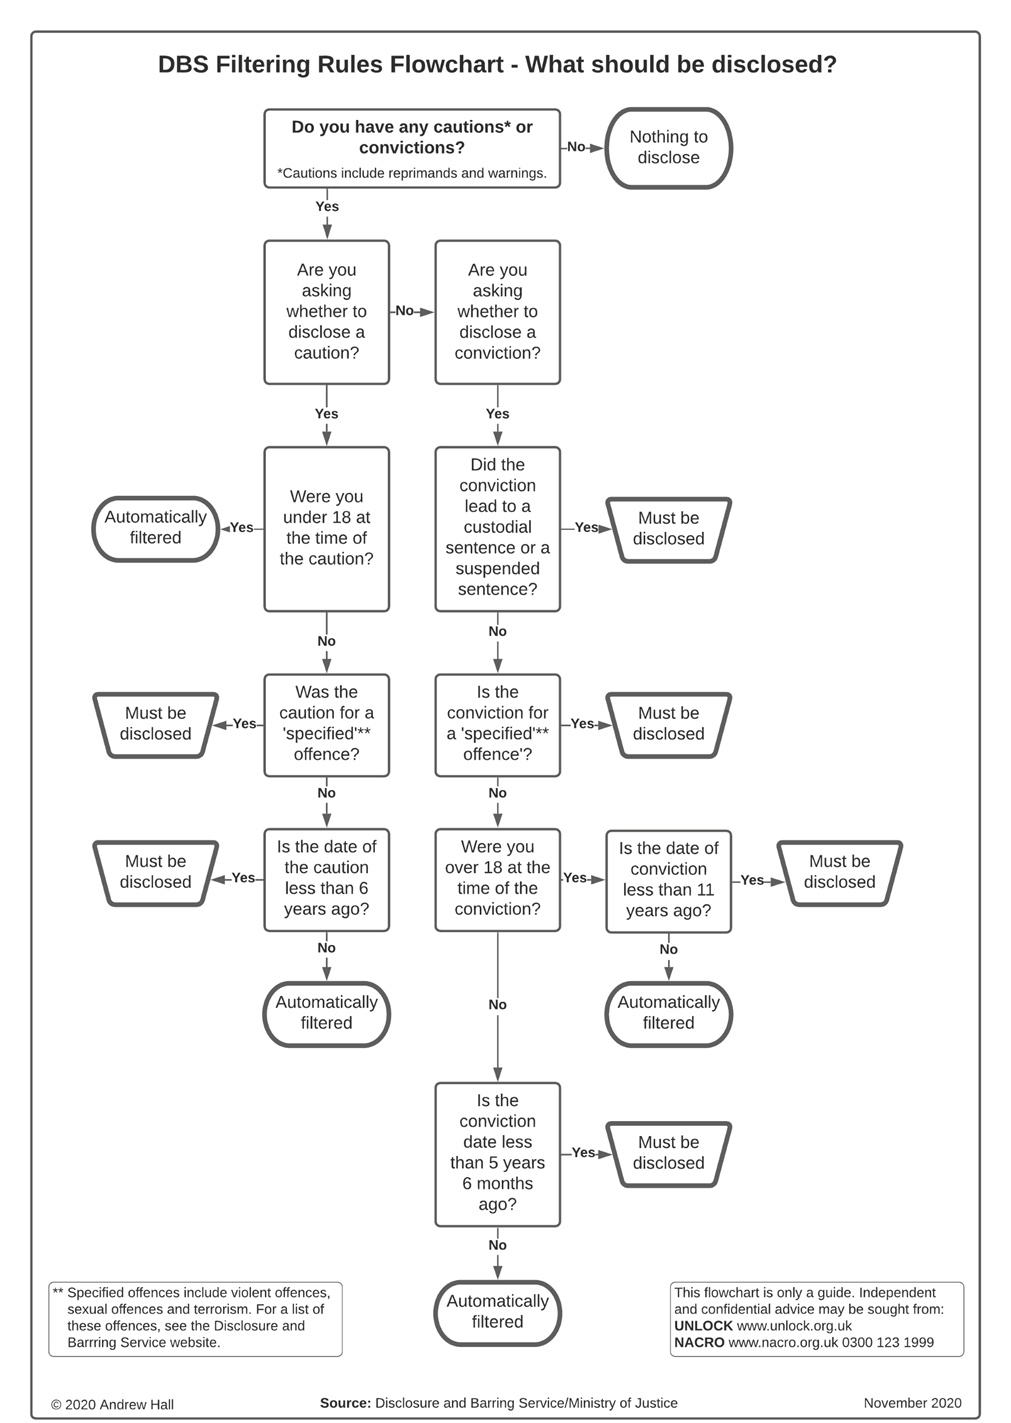 DBS Filtering Rules Flowchart - What should be disclosed?
Do you have any cautions* or
convictions?
*Cautions include reprimands and warnings.
No
Nothing to
disclose
Yes
Are you
asking
whether to
disclose a
caution?
No
Are you
asking
whether to
disclose a
conviction?
Yes
Yes
Automatically
filtered
Yes
Were you
under 18 at
the time of
the caution?
Did the
conviction
lead to a
custodial
sentence or a
suspended
sentence?
Yes
Must be
disclosed
No
No
Must be
disclosed
Yes
Was the
caution for a
'specified'**
offence?
Is the
conviction for
a 'specified'**
offence'?
Yes
Must be
disclosed
No
No
Must be
disclosed
Yes
Is the date of
the caution
less than 6
years ago?
Were you
over 18 at the
time of the
conviction?
Yes
Is the date of
conviction
less than 11
years ago?
Yes
Must be
disclosed
No
No
Automatically
filtered
No
Automatically
filtered
Is the
conviction
date less
than 5 years
6 months
ago?
Yes
Must be
disclosed
No
Automatically
filtered
** Specified offences include violent offences,
sexual offences and terrorism. For a list of
these offences, see the Disclosure and
Barrring Service website.
This flowchart is only a guide. Independent
and confidential advice may be sought from:
UNLOCK www.unlock.org.uk
NACRO www.nacro.org.uk 0300 123 1999
© 2020 Andrew Hall
Source: Disclosure and Barring Service/Ministry of Justice
November 2020